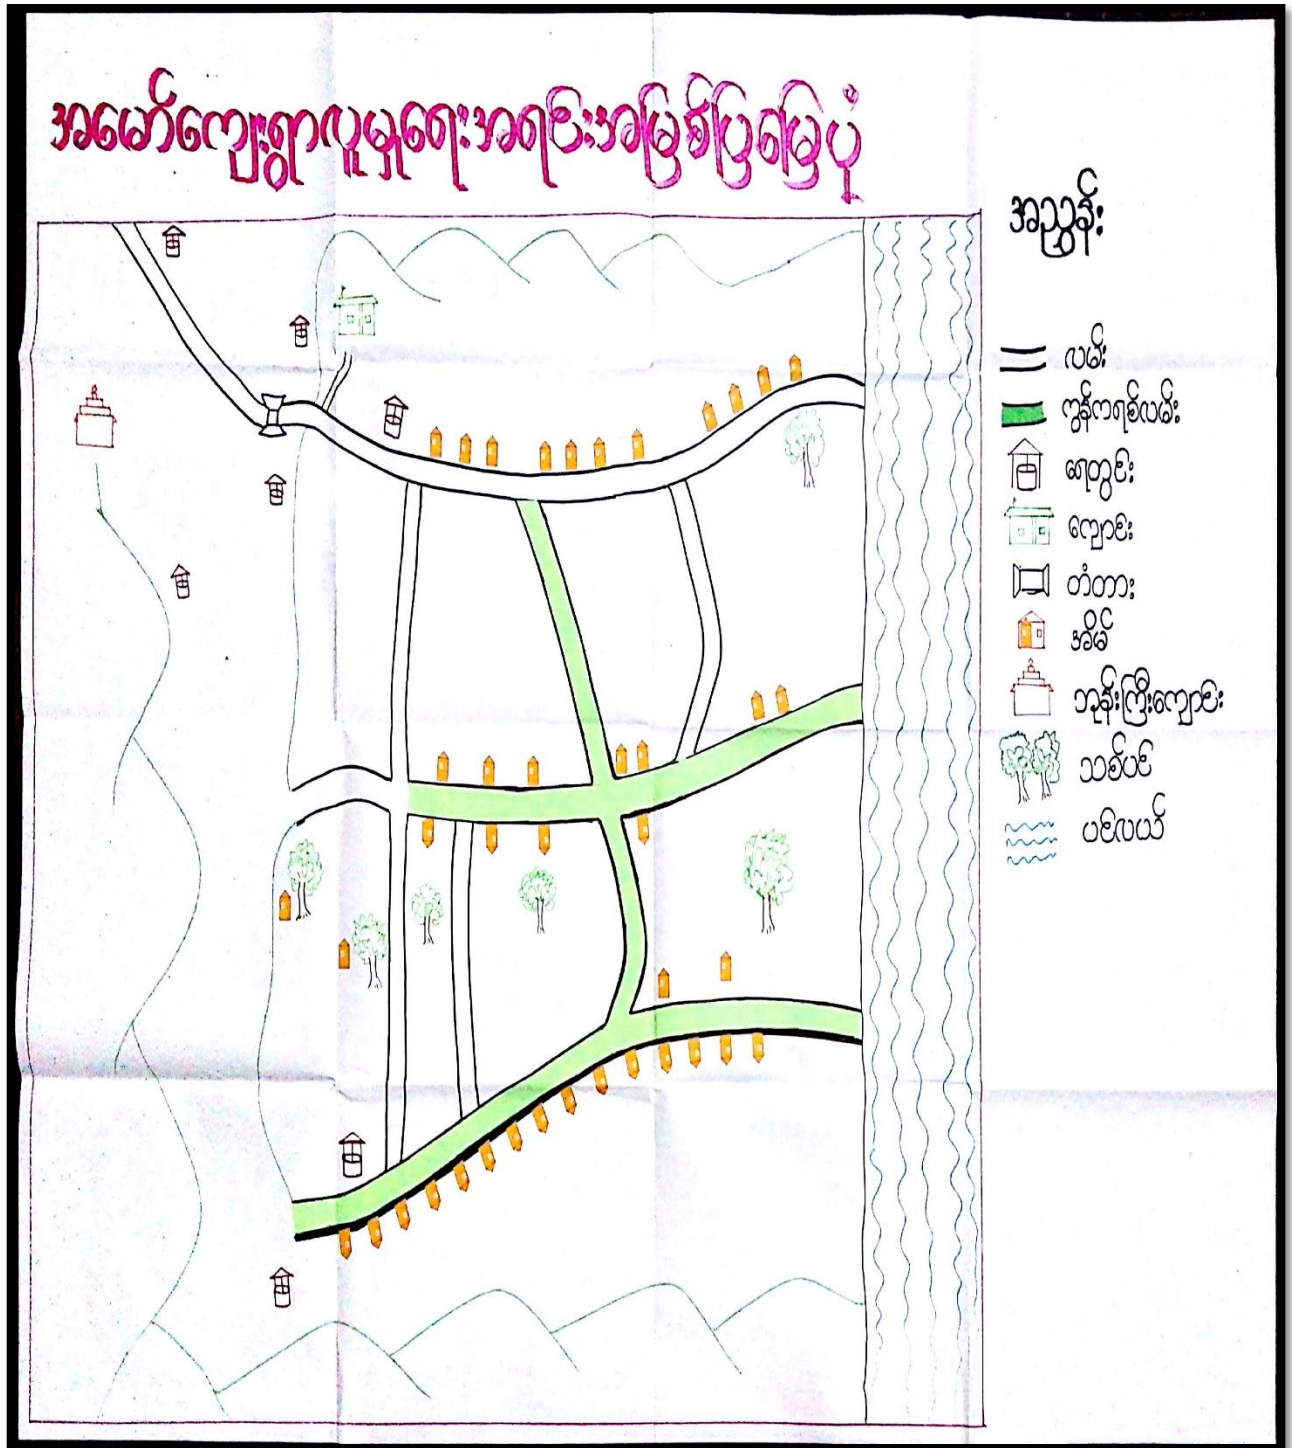 အမော်ကျေးရွာလူမှုရေးအရင်းအမြစ်ပြမြေပုံ
အညွှန်း
လမ်း
ကွန်ကရစ်လမ်း
ရေတွင်း
ကျောင်း
တံတား
အိမ်
ဘုန်းကြီးကျောင်း
သစ်ပင်
ပင်လယ်